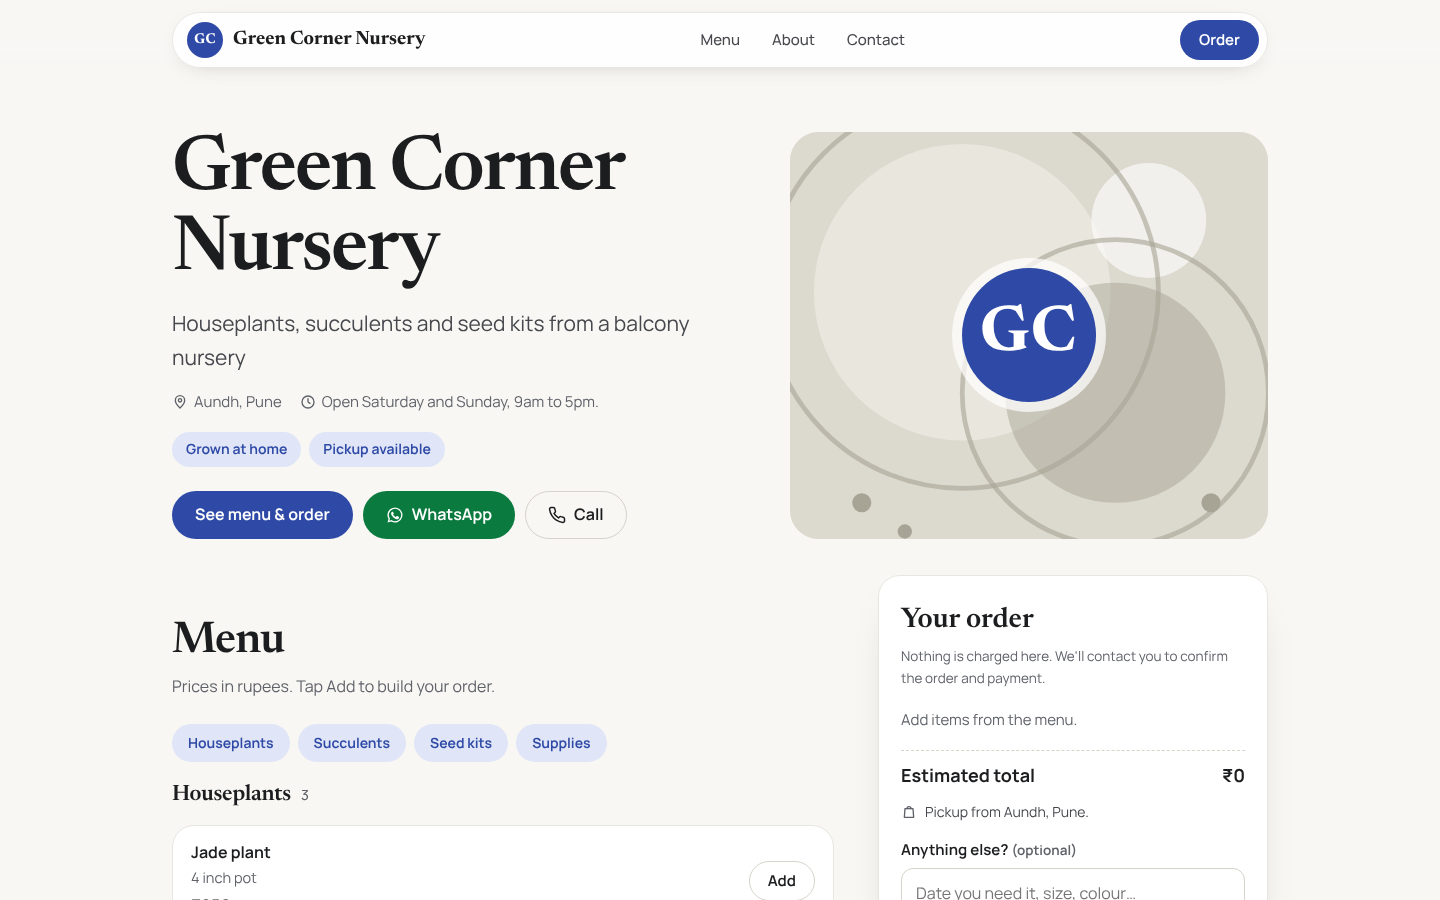 GC Green Corner Nursery
Menu About Contact
Order
Green Corner
Nursery
Houseplants, succulents and seed kits from a balcony
nursery
Aundh, Pune
Open Saturday and Sunday, 9am to 5pm.
Grown at home
Pickup available
See menu & order
WhatsApp
Call
GC
Menu
Prices in rupees. Tap Add to build your order.
Houseplants
Succulents
Seed kits
Supplies
Houseplants 3
Jade plant
4 inch pot
Add
Your order
Nothing is charged here. We'll contact you to confirm
the order and payment.
Add items from the menu.
Estimated total ₹0
Pickup from Aundh, Pune.
Anything else? (optional)
Date you need it, size, colour…